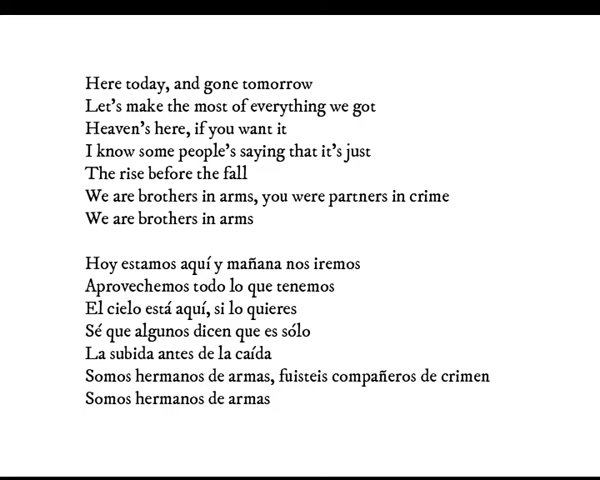 Here today, and gone tomorrow
Let's make the most of everything we got
Heaven's here, if you want it
I know some people's saying that it's just
The rise before the fall
We are brothers in arms, you were partners in crime
We are brothers in arms

Hoy estamos aquí y mañana nos iremos
Aprovechemos todo lo que tenemos
El cielo está aquí, si lo quieres
Sé que algunos dicen que es sólo
La subida antes de la caída
Somos hermanos de armas, fuisteis compañeros de crimen
Somos hermanos de armas